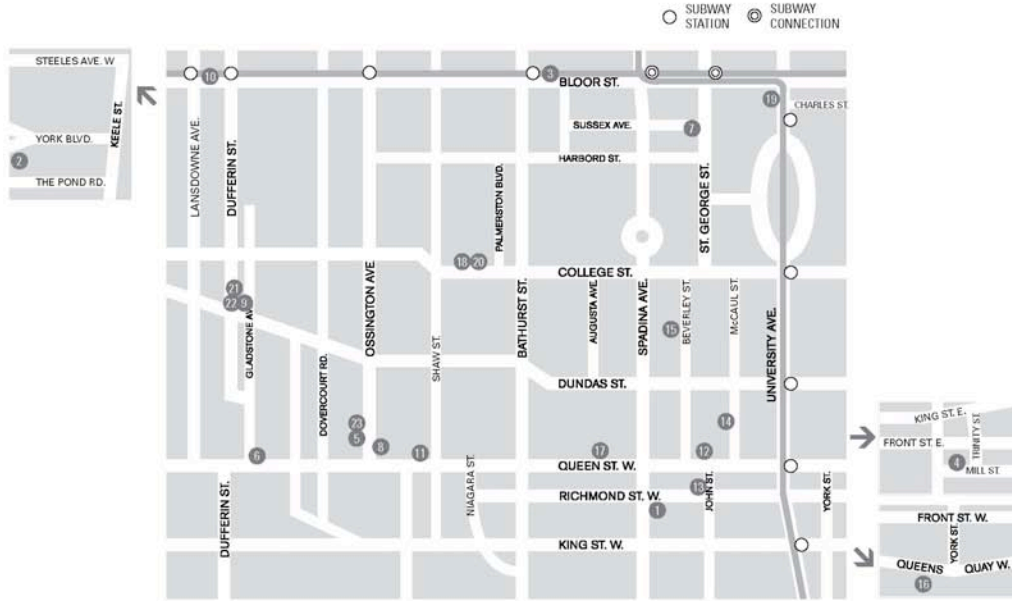 SUBWAY STATION
SUBWAY CONNECTION
STEELES AVE. W
KEELE ST.
YORK BLVD.
2
THE POND RD.
10
3
BLOOR ST.
19
CHARLES ST.
SUSSEX AVE.
7
HARBORD ST.
LANSDOWNE AVE.
DUFFERIN ST.
PALMERSTON BLVD.
ST. GEORGE ST.
18
20
COLLEGE ST.
21
22
9
GLADSTONE AVE
OSSINGTON AVE.
SHAW ST.
BATHURST ST.
AUGUSTA AVE.
SPADINA AVE.
15
BEVERLEY ST.
McCAUL ST.
UNIVERSITY AVE.
DOVERCOURT RD.
DUNDAS ST.
23
5
8
11
6
17
12
14
QUEEN ST. W.
NIAGARA ST.
13
JOHN ST.
YORK ST.
RICHMOND ST. W.
1
DUFFERIN ST.
KING ST. W.
KING ST. E.
FRONT ST. E.
TRINITY ST.
4
MILL ST.
FRONT ST. W.
YORK ST.
QUEENS QUAY W.
16